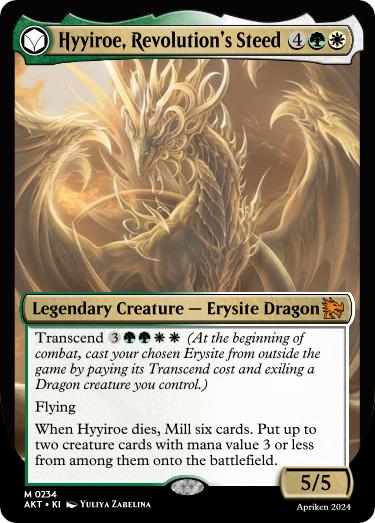 Hyyiroe, Revolution's Steed 4
Legendary Creature — Erysite Dragon
Transcend 3 (At the beginning of
combat, cast your chosen Erysite from outside
the game by paying its Transcend cost and exiling a
Dragon creature you control.)
Flying
When Hyyiroe dies, Mill six cards. Put up to
two creature cards with mana value 3 or less
from among them onto the battlefield.
5/5
M 0234
AKT • KI Yuliya Zabelina
Apriken 2024